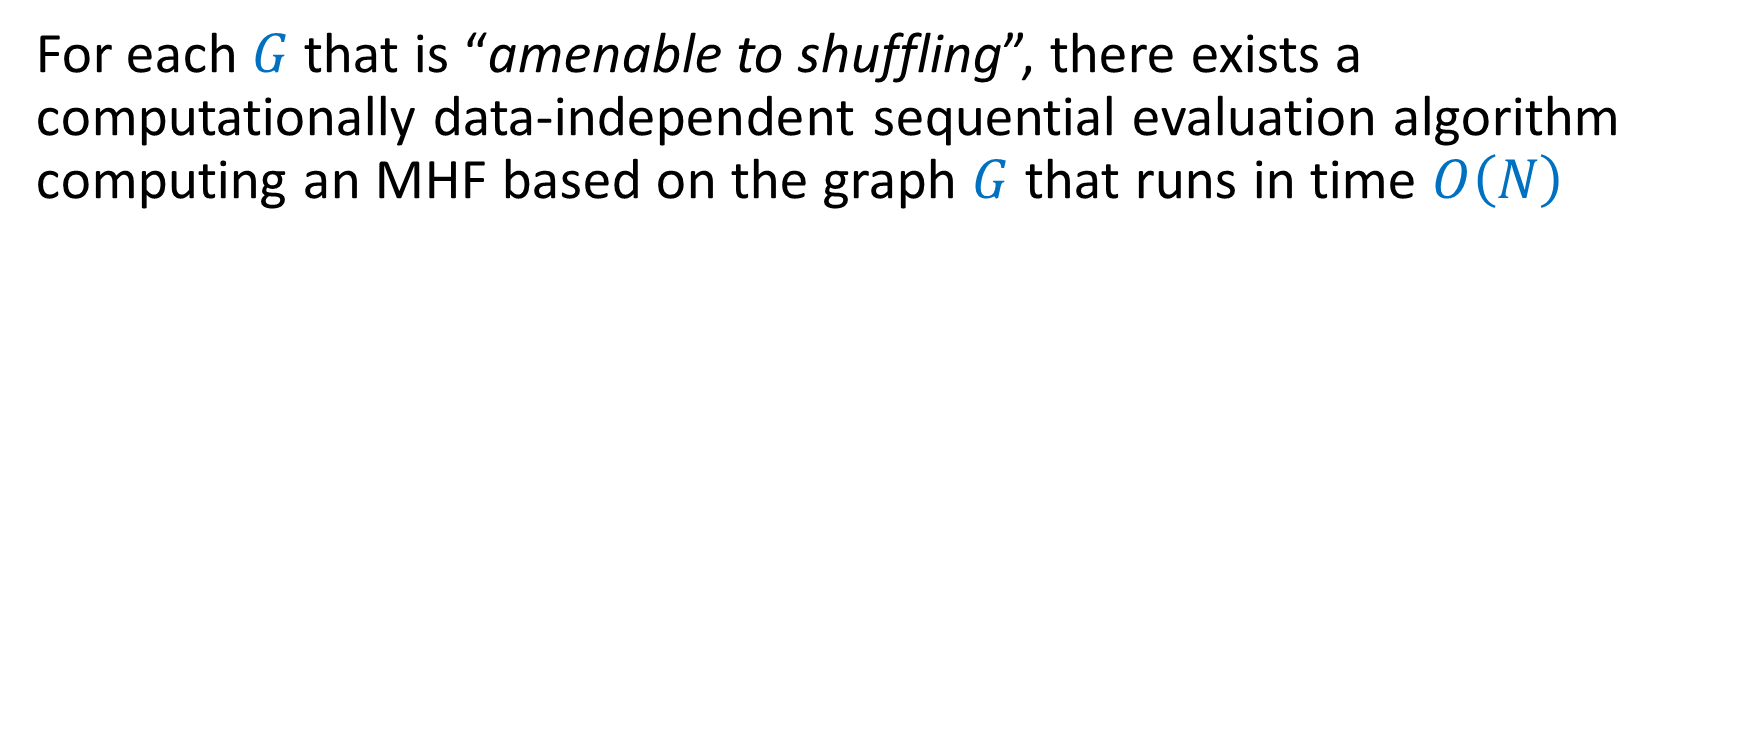 For each G that is “amenable to shuffling”, there exists a
computationally data-independent sequential evaluation algorithm
computing an MHF based on the graph G that runs in time O(N)